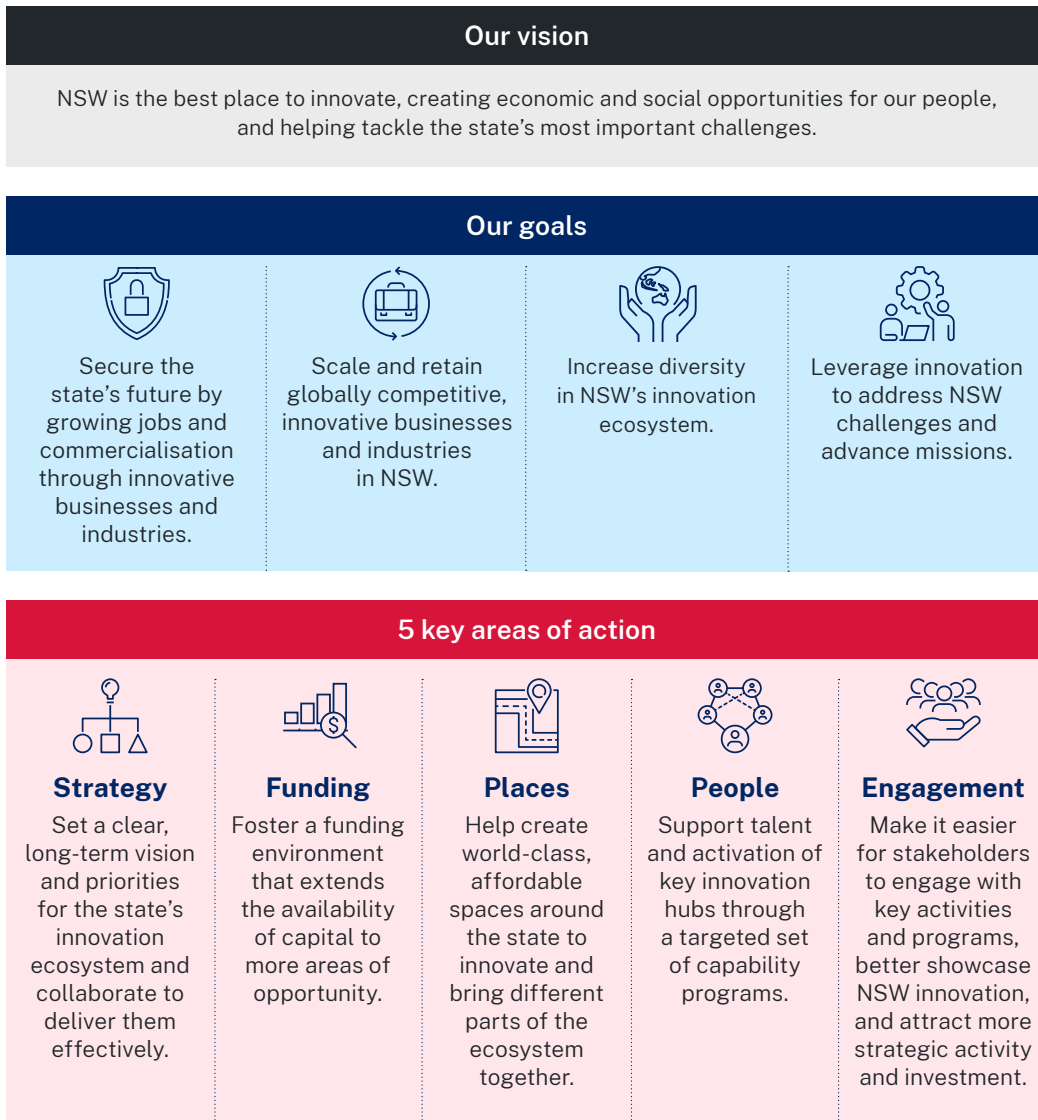 Our vision
NSW is the best place to innovate, creating economic and social opportunities for our people,
and helping tackle the state’s most important challenges.
Our goals
Secure the
state’s future by
growing jobs and
commercialisation
through innovative
businesses and
industries.
Scale and retain
globally competitive,
innovative businesses
and industries
in NSW.
Increase diversity
in NSW’s innovation
ecosystem.
Leverage innovation
to address NSW
challenges and
advance missions.
5 key areas of action
$
Strategy
Set a clear,
long-term vision
and priorities
for the state’s
innovation
ecosystem and
collaborate to
deliver them
effectively.
Funding
Foster a funding
environment
that extends
the availability
of capital to
more areas of
opportunity.
Places
Help create
world-class,
affordable
spaces around
the state to
innovate and
bring different
parts of the
ecosystem
together.
People
Support talent
and activation of
key innovation
hubs through
a targeted set
of capability
programs.
Engagement
Make it easier
for stakeholders
to engage with
key activities
and programs,
better showcase
NSW innovation,
and attract more
strategic activity
and investment.